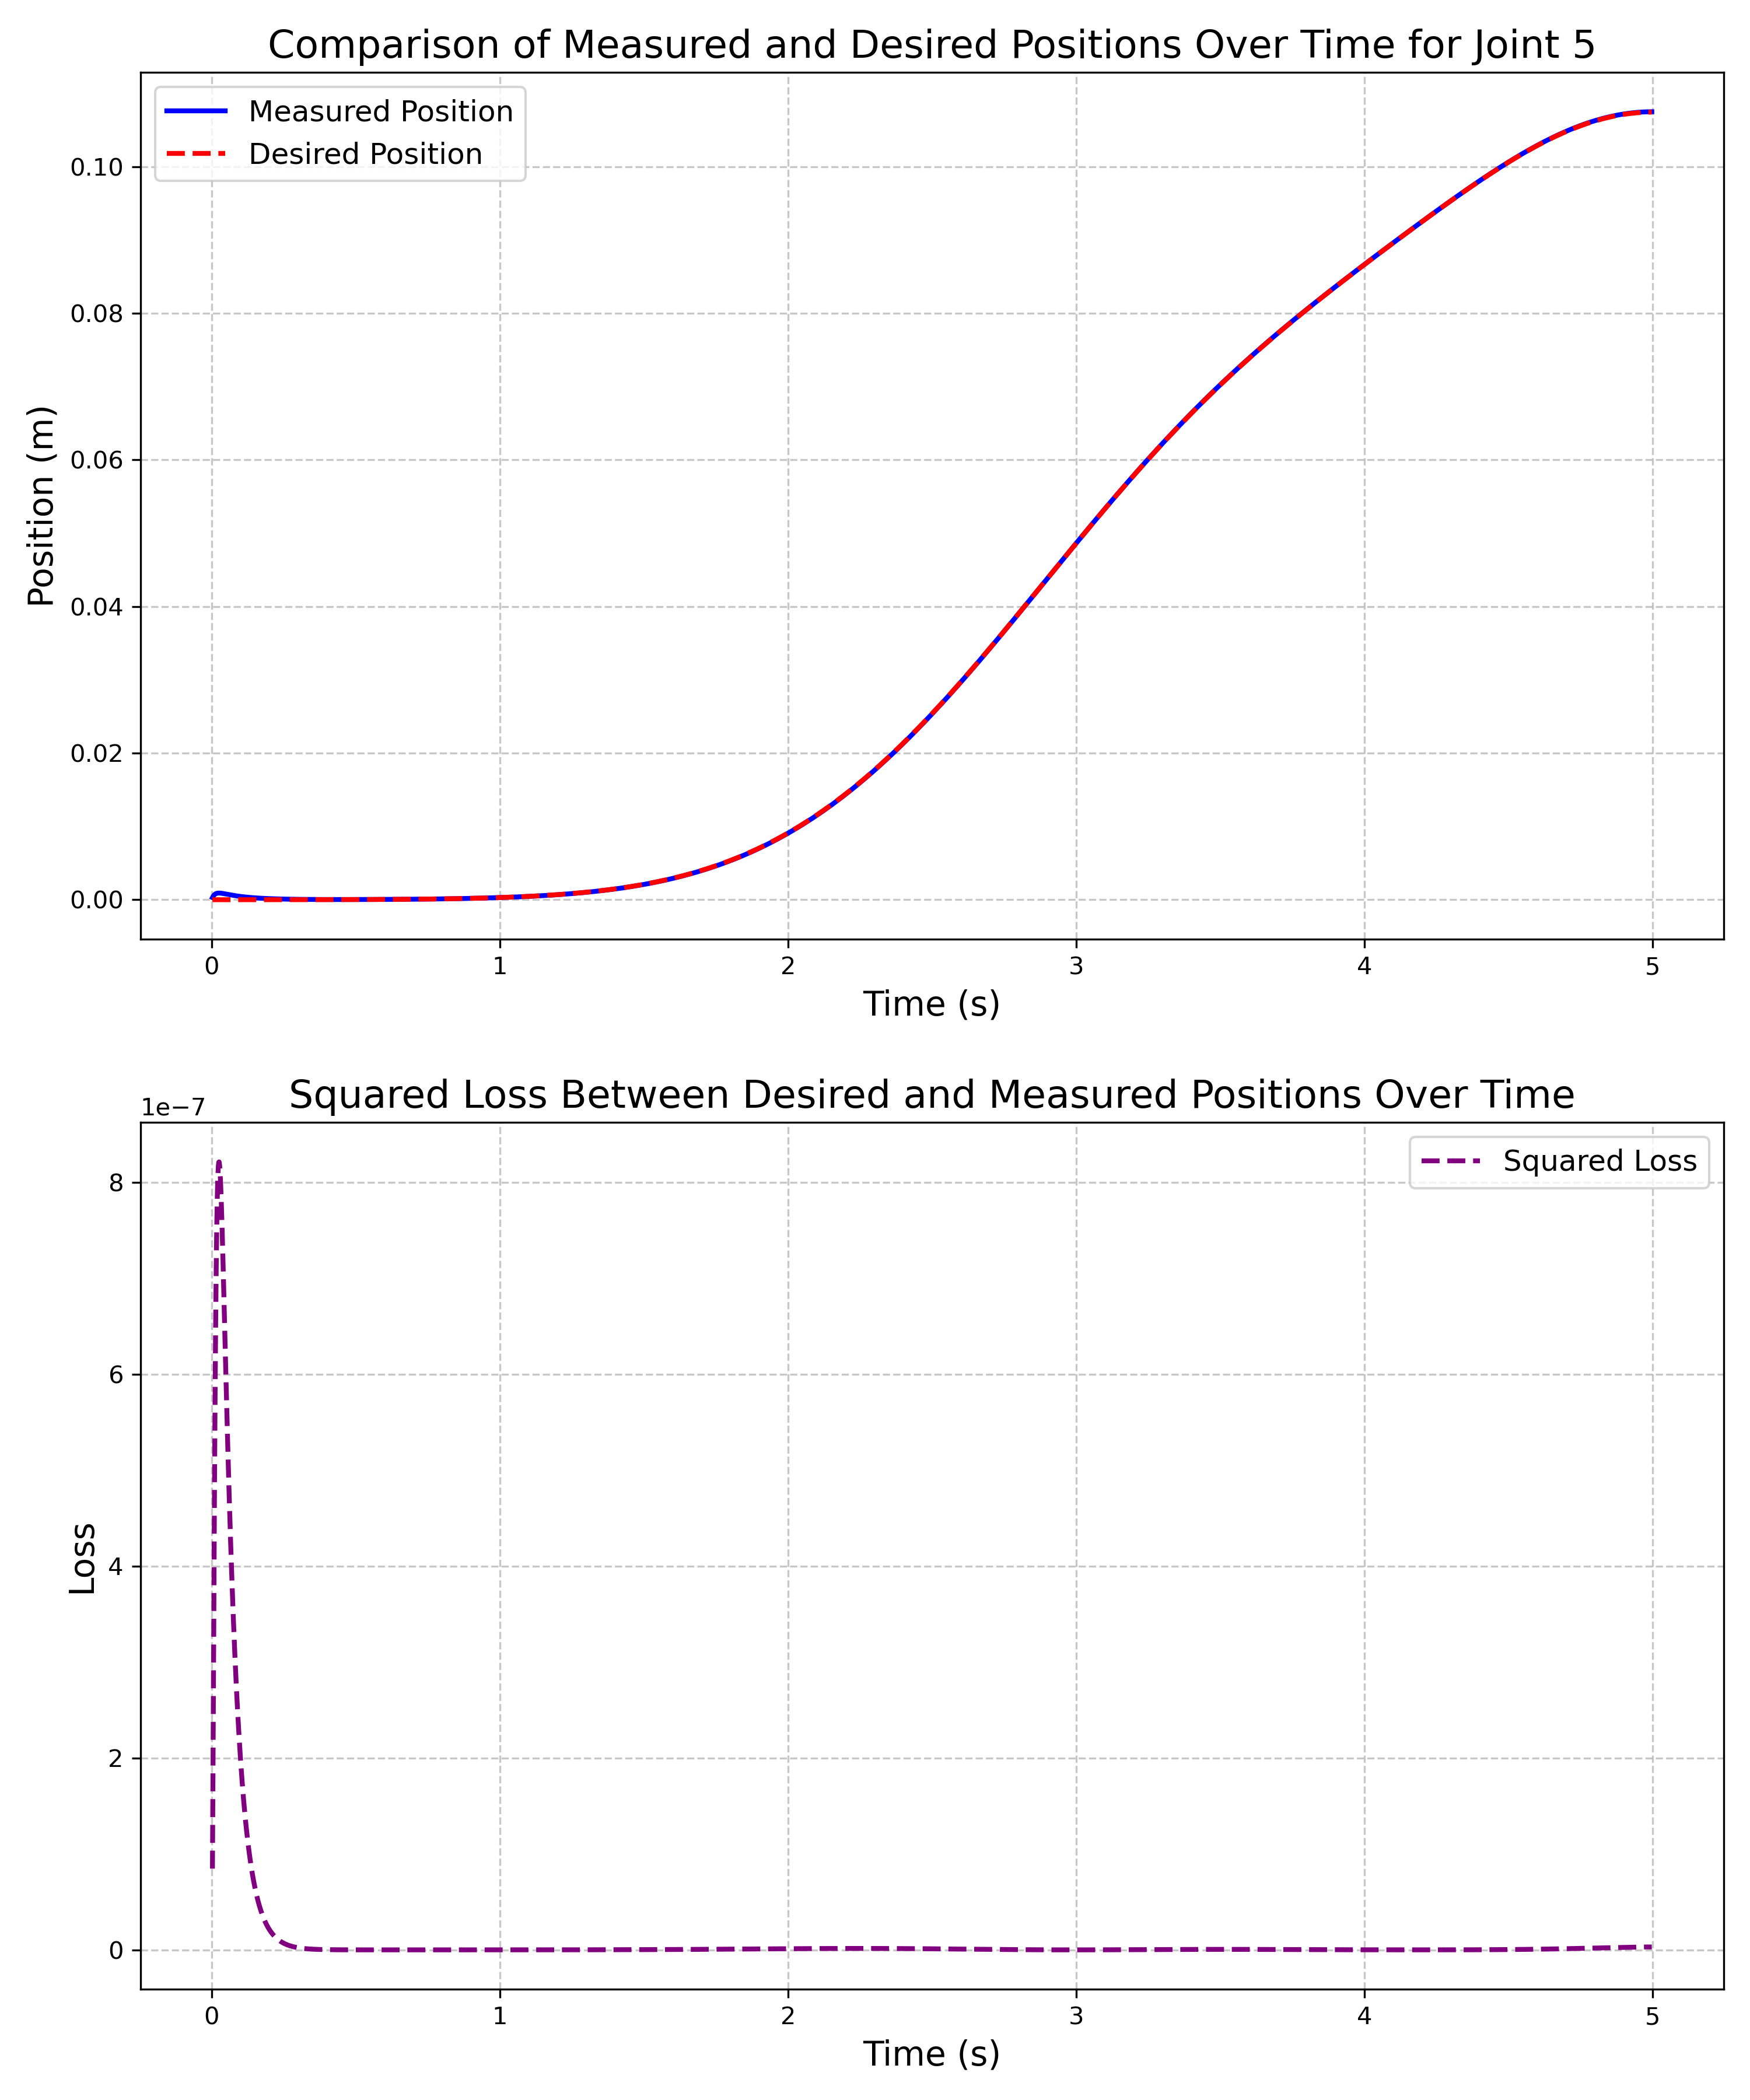 Comparison of Measured and Desired Positions Over Time for Joint 5
Measured Position
Desired Position
Position (m)
0.10
0.08
0.06
0.04
0.02
0.00
0 1 2 3 4 5
Time (s)
Squared Loss Between Desired and Measured Positions Over Time
1e−7
Squared Loss
Loss
8
6
4
2
0
0 1 2 3 4 5
Time (s)